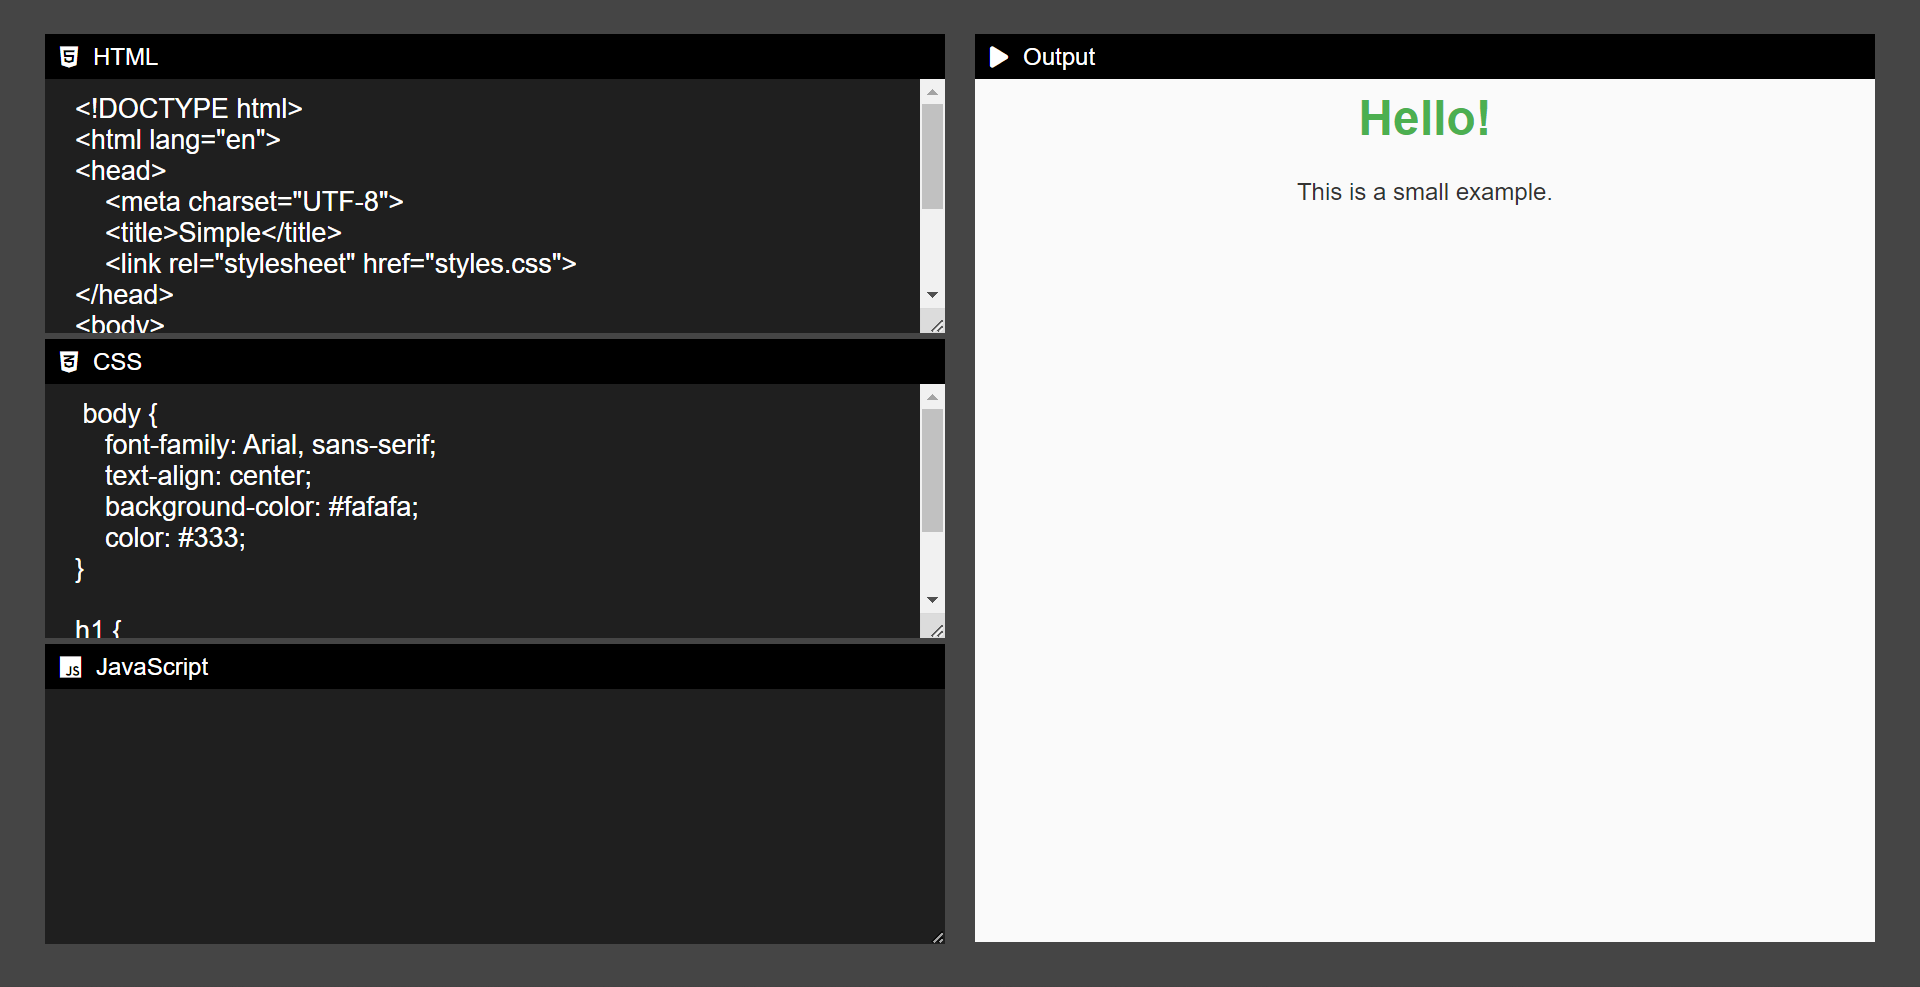 HTML
<!DOCTYPE html>
<html lang="en">
<head>
    <meta charset="UTF-8">
    <title>Simple</title>
    <link rel="stylesheet" href="styles.css">
</head>
<body>
CSS
 body {
    font-family: Arial, sans-serif;
    text-align: center;
    background-color: #fafafa;
    color: #333;
}
h1 {
JS JavaScript
Output
Hello!
This is a small example.